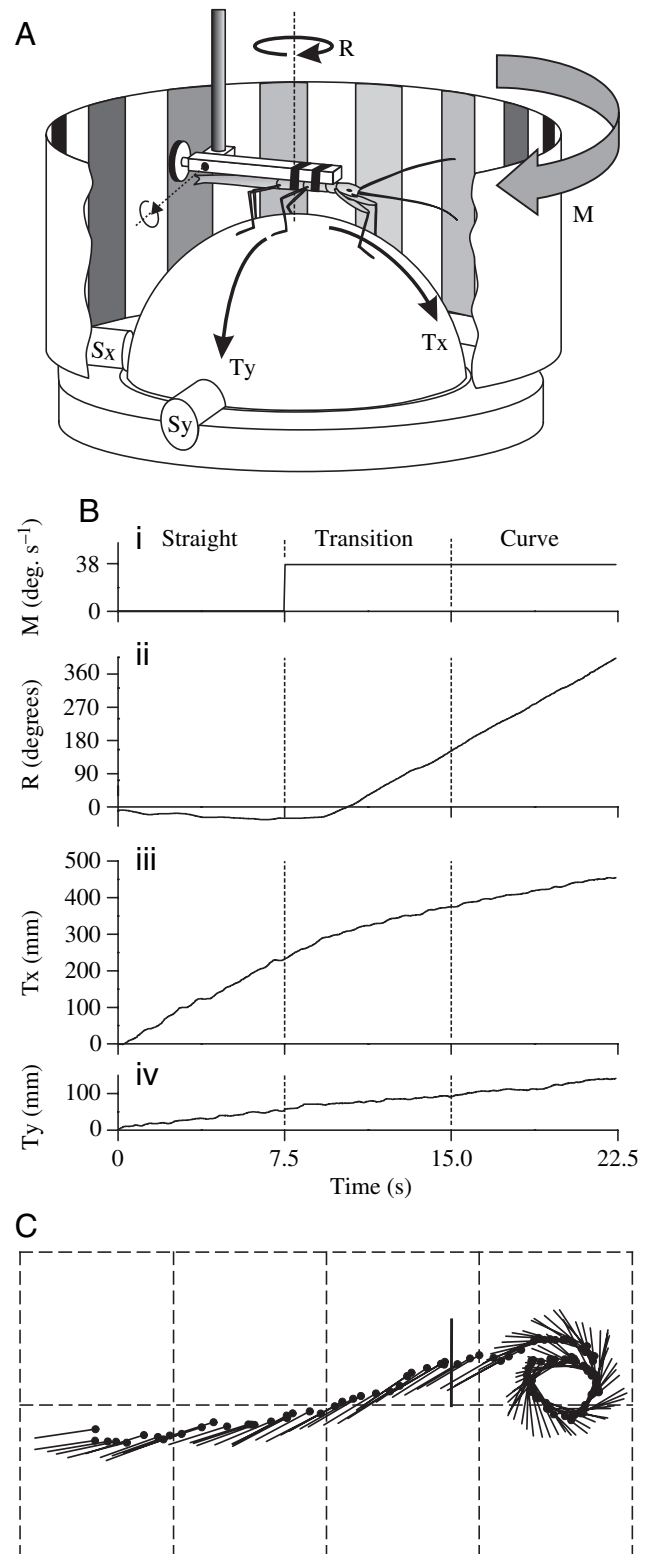 A
R
M
Sx
Ty
Tx
Sy
B
i
Straight Transition Curve
M (deg. s⁻¹)
38
0
ii
R (degrees)
360
270
180
90
0
iii
Tx (mm)
500
400
300
200
100
0
iv
Ty (mm)
100
0
0 7.5 15.0 22.5
Time (s)
C